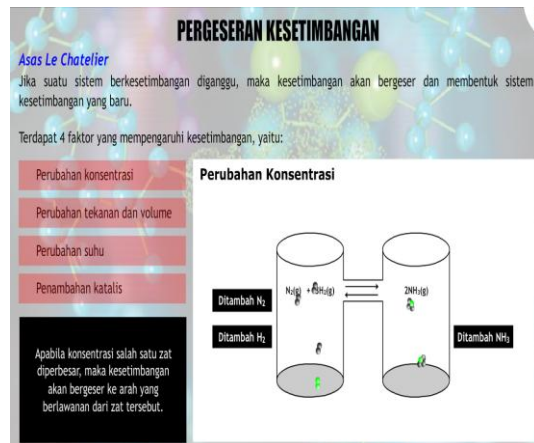 PERGESERAN KESETIMBANGAN
Asas Le Chatelier
Jika suatu sistem berkesetimbangan diganggu, maka kesetimbangan akan bergeser dan membentuk sistem
kesetimbangan yang baru.
Terdapat 4 faktor yang mempengaruhi kesetimbangan, yaitu:
Perubahan konsentrasi
Perubahan tekanan dan volume
Perubahan suhu
Penambahan katalis
Apabila konsentrasi salah satu zat
diperbesar, maka kesetimbangan
akan bergeser ke arah yang
berlawanan dari zat tersebut.
Perubahan Konsentrasi
N₂(g) + H₂(g)
2NH₃(g)
Ditambah N₂
Ditambah H₂
Ditambah NH₃